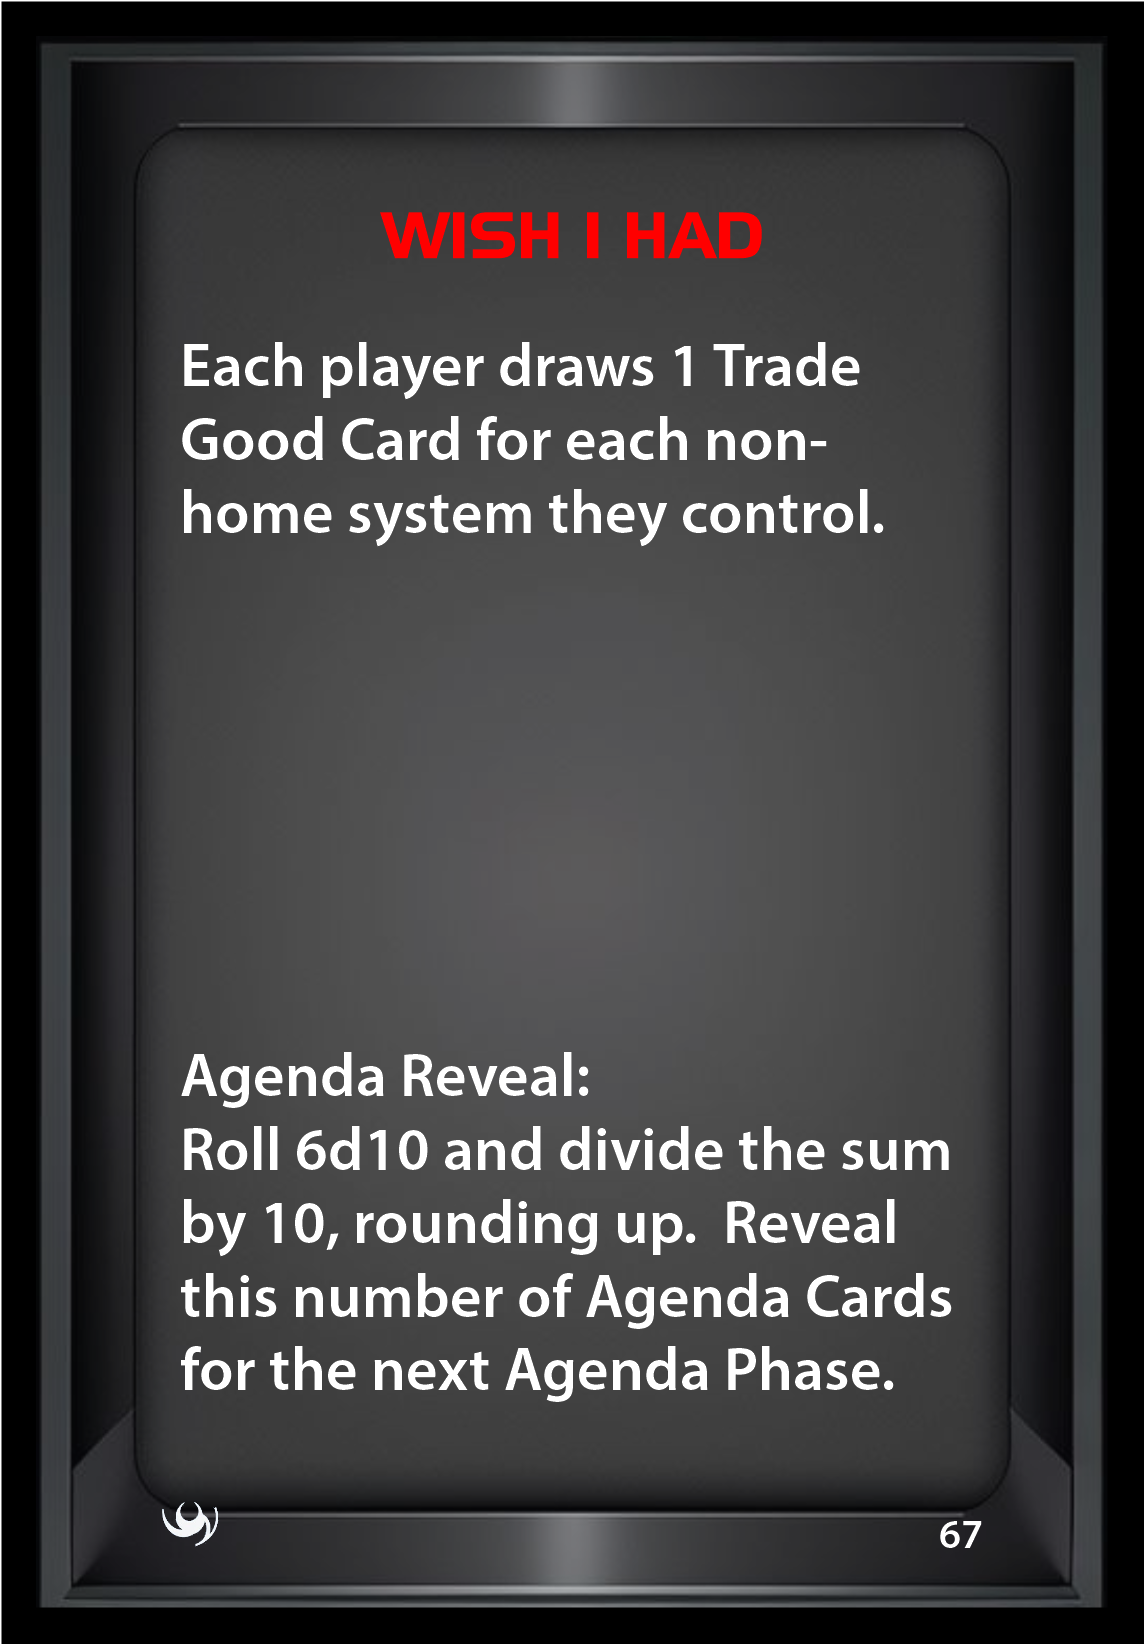 WISH I HAD
Each player draws 1 Trade
Good Card for each non-
home system they control.
Agenda Reveal:
Roll 6d10 and divide the sum
by 10, rounding up.  Reveal
this number of Agenda Cards
for the next Agenda Phase.
67